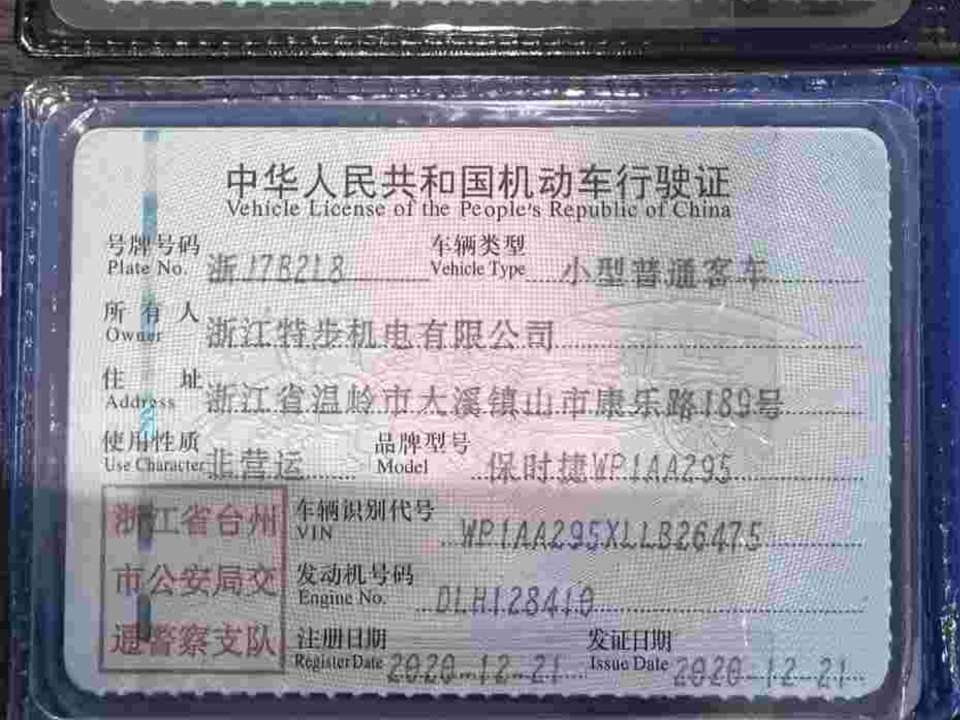 中华人民共和国机动车行驶证
Vehicle License of the People's Republic of China
号牌号码 Plate No. 浙J7B2L8 车辆类型 Vehicle Type 小型普通客车
所有人 Owner 浙江特步机电有限公司
住址 Address 浙江省温岭市大溪镇山市康乐路189号
使用性质 Use Character 非营运 品牌型号 Model 保时捷WP1AA295
浙江省台州
市公安局交
通警察支队
车辆识别代号 VIN WP1AA295XLLB26475
发动机号码 Engine No. DLH128419
注册日期 Register Date 2020-12-21 发证日期 Issue Date 2020-12-21